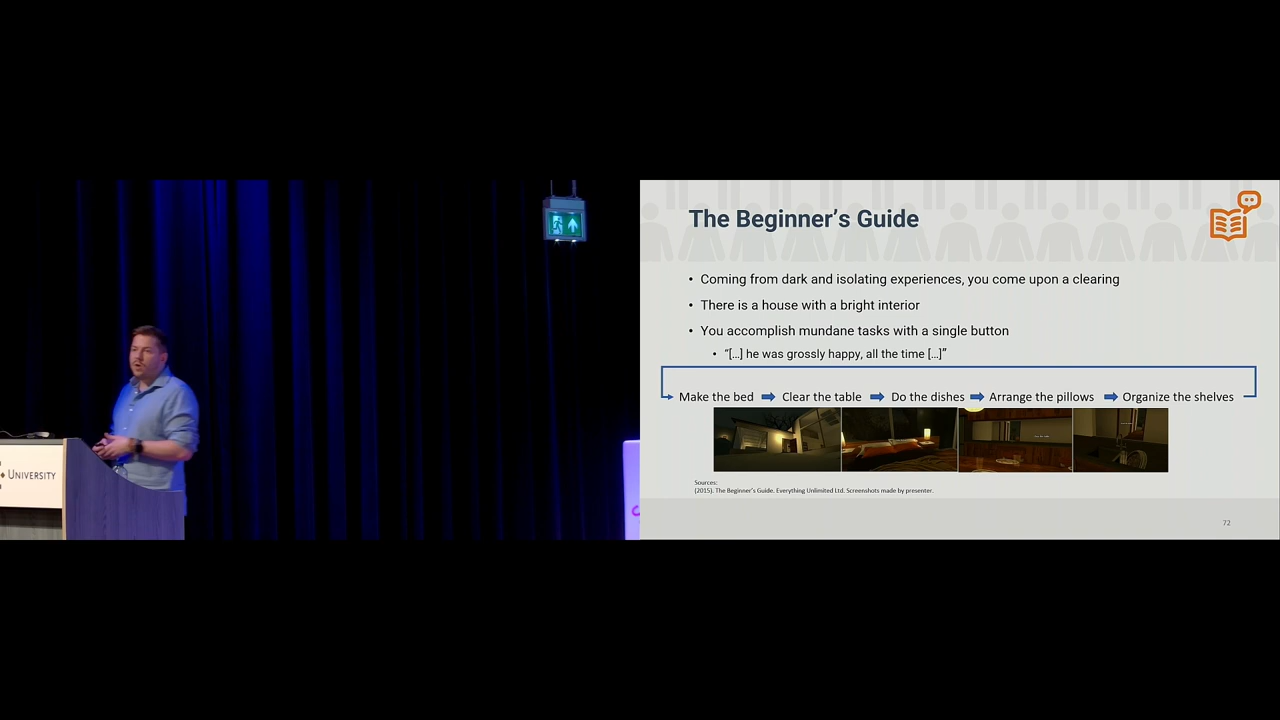 UNIVERSITY
The Beginner's Guide
• Coming from dark and isolating experiences, you come upon a clearing
• There is a house with a bright interior
• You accomplish mundane tasks with a single button
• "[…] he was grossly happy, all the time […]"
Make the bed Clear the table Do the dishes Arrange the pillows Organize the shelves
Sources:
(2015). The Beginner's Guide. Everything Unlimited Ltd. Screenshots made by presenter.
72